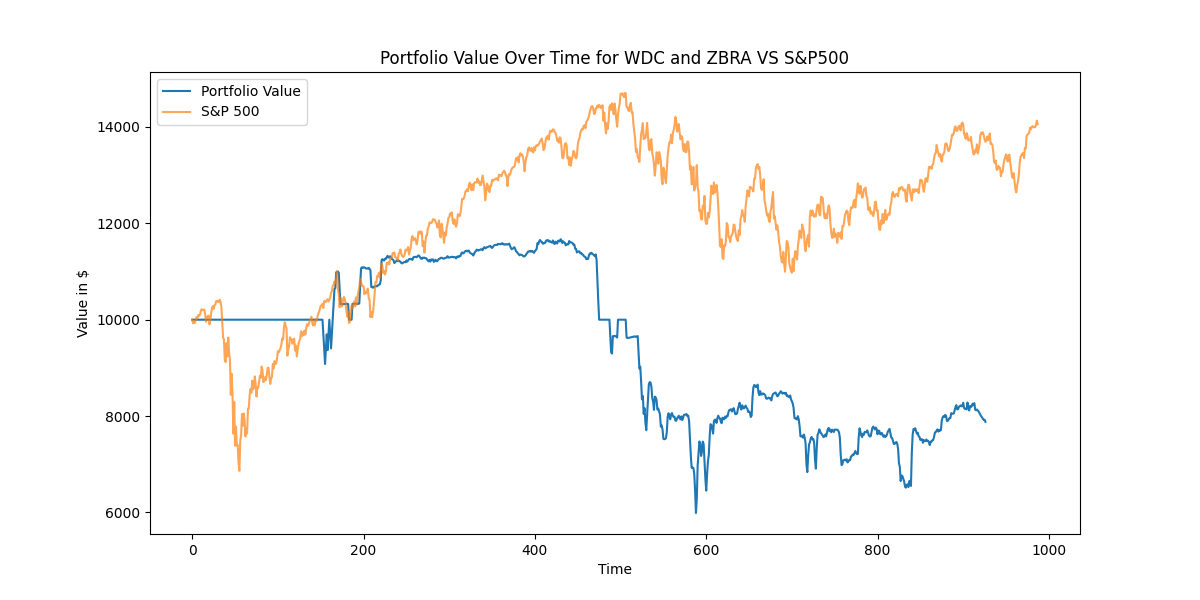 Portfolio Value Over Time for WDC and ZBRA VS S&P500
Portfolio Value
S&P 500
14000
12000
10000
8000
6000
Value in $
0 200 400 600 800 1000
Time